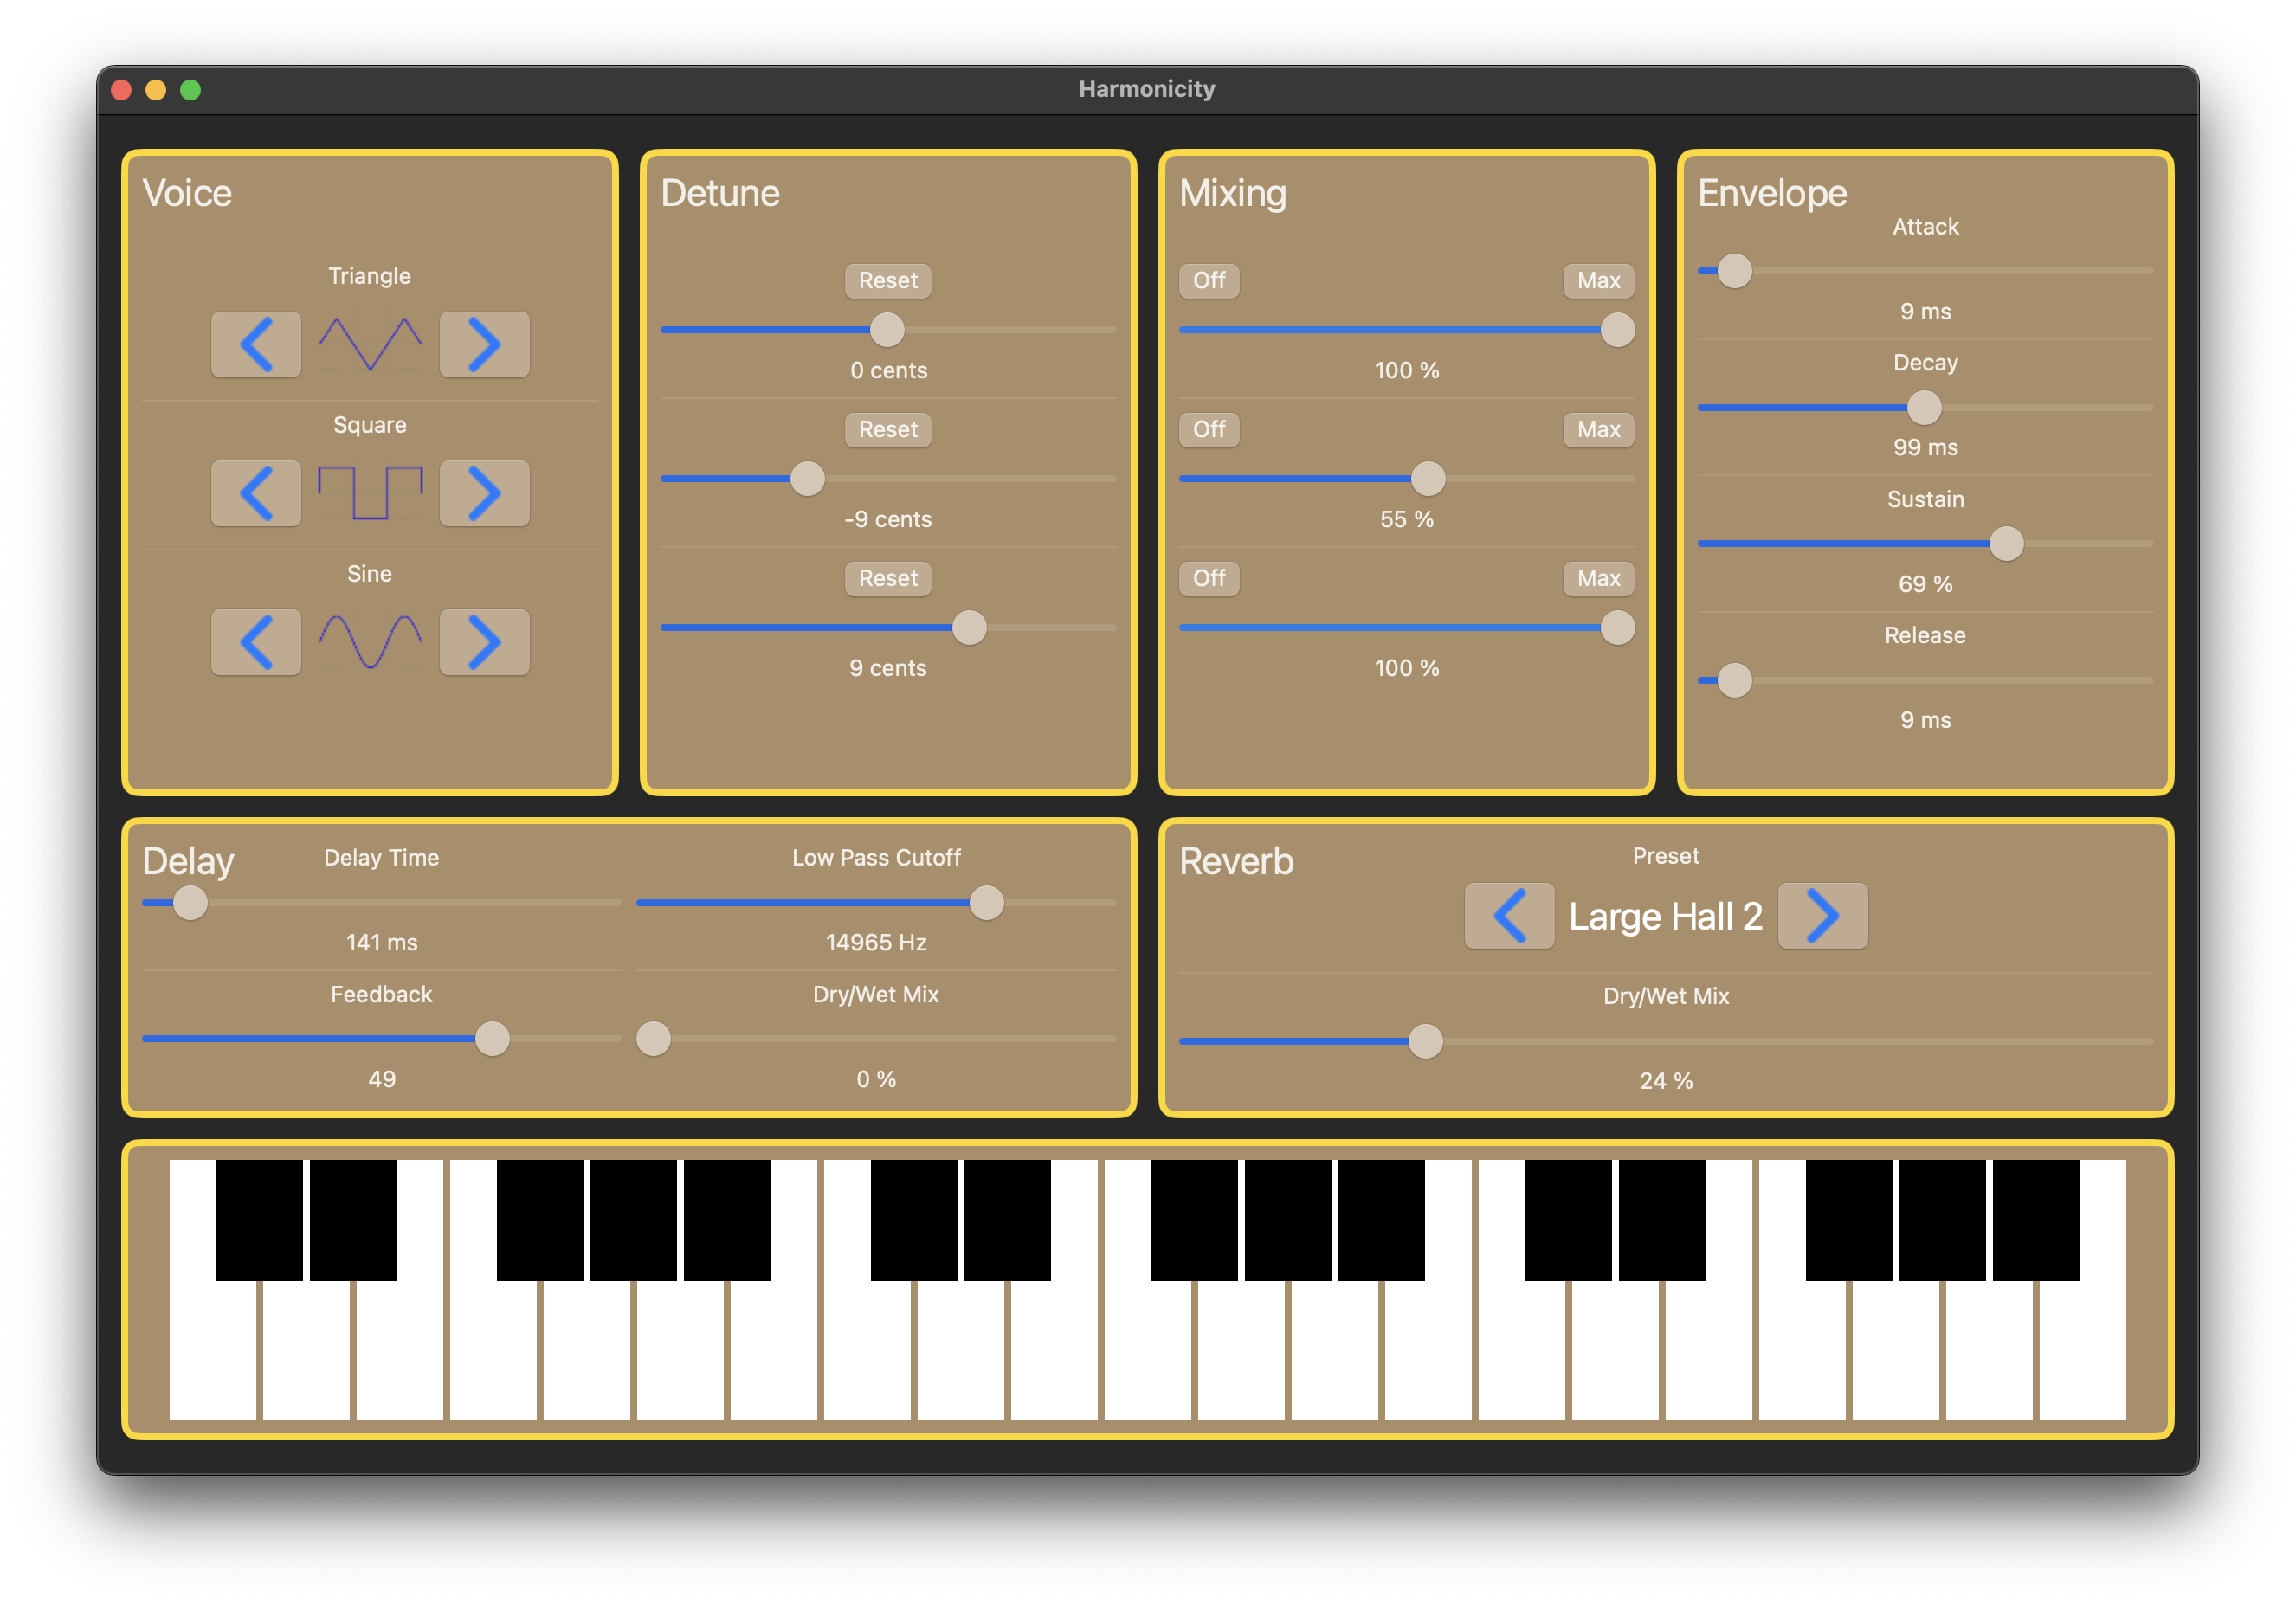 Harmonicity
Voice
Triangle
Square
Sine
Detune
Reset
0 cents
Reset
-9 cents
Reset
9 cents
Mixing
Off Max
100 %
Off Max
55 %
Off Max
100 %
Envelope
Attack
9 ms
Decay
99 ms
Sustain
69 %
Release
9 ms
Delay
Delay Time
141 ms
Low Pass Cutoff
14965 Hz
Feedback
49
Dry/Wet Mix
0 %
Reverb
Preset
Large Hall 2
Dry/Wet Mix
24 %